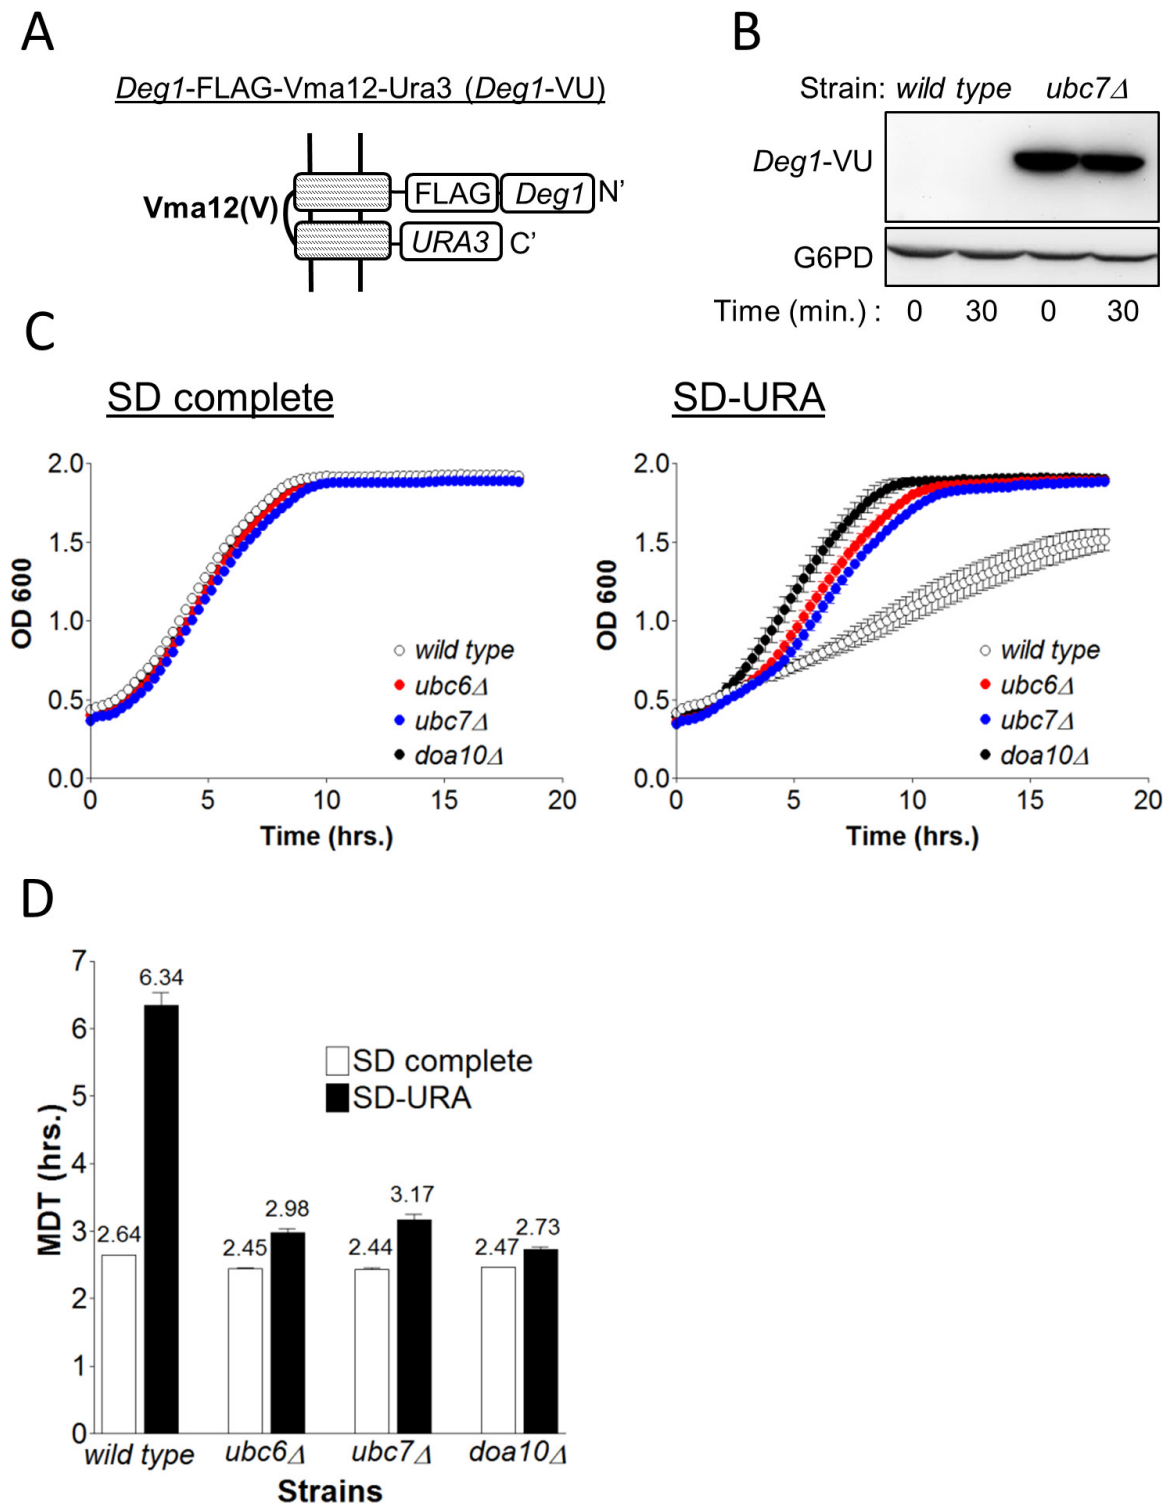 A
Deg1-FLAG-Vma12-Ura3 (Deg1-VU)
Vma12(V)
FLAG
Deg1
N’
URA3
C’
B
Strain: wild type ubc7Δ
Deg1-VU
G6PD
Time (min.) : 0 30 0 30
C
SD complete
2.0
1.5
1.0
0.5
0.0
OD 600
wild type
ubc6Δ
ubc7Δ
doa10Δ
0 5 10 15 20
Time (hrs.)
SD-URA
2.0
1.5
1.0
0.5
0.0
OD 600
wild type
ubc6Δ
ubc7Δ
doa10Δ
0 5 10 15 20
Time (hrs.)
D
7
6
5
4
3
2
1
0
MDT (hrs.)
SD complete
SD-URA
2.64 6.34
2.45 2.98
2.44 3.17
2.47 2.73
wild type ubc6Δ ubc7Δ doa10Δ
Strains